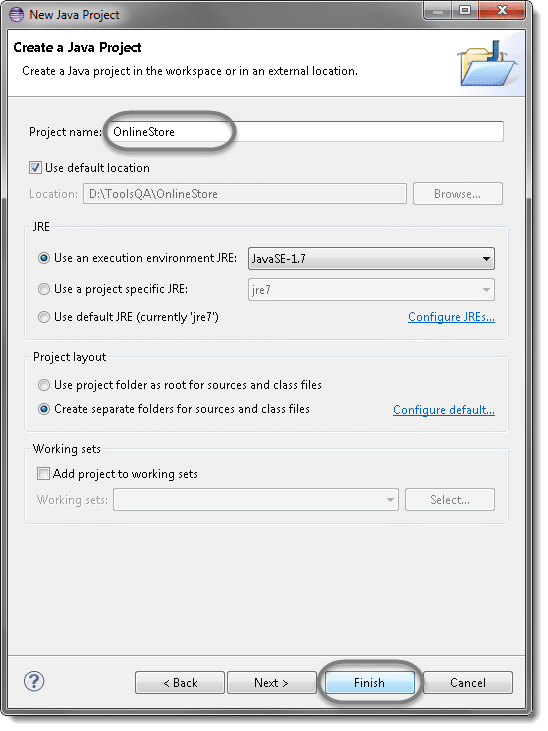 New Java Project
Create a Java Project
Create a Java project in the workspace or in an external location.
Project name: OnlineStore
Use default location
Location: D:\ToolsQA\OnlineStore Browse...
JRE
Use an execution environment JRE: JavaSE-1.7
Use a project specific JRE: jre7
Use default JRE (currently 'jre7') Configure JREs...
Project layout
Use project folder as root for sources and class files
Create separate folders for sources and class files Configure default...
Working sets
Add project to working sets
Working sets: Select...
? < Back Next > Finish Cancel